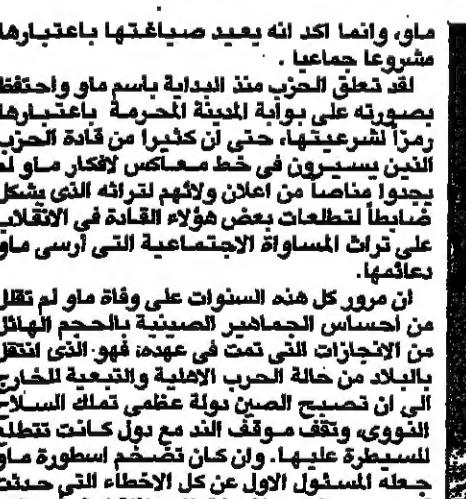 ماو، وانما اكد انه يعيد صياغتها باعتبارها
مشروعا جماعيا .
لقد تعلق الحزب منذ البداية باسم ماو واحتفظ
بصورته على بوابة المدينة المحرمة باعتبارها
رمزاً لشرعيتها، حتى ان كثيرا من قادة الحزب
الذين يسيرون فى خط معاكس لافكار ماو لم
يجدوا مناصاً من اعلان ولائهم لتراثه الذى يشكل
ضابطاً لتطلعات بعض هؤلاء القادة في الانقلاب
على تراث المساواة الاجتماعية التى أرسى ماو
دعائمها.
ان مرور كل هذه السنوات على وفاة ماو لم تقلل
من احساس الجماهير الصينية بالحجم الهائل
من الانجازات التى تمت فى عهده، فهو الذى انتقل
بالبلاد من حالة الحرب الاهلية والتبعية للخارج
الى ان تصبح الصين دولة عظمى تملك السلاح
النووى، وتقف موقف الند مع دول كانت تتطلع
للسيطرة عليها. وان كان تضخم اسطورة ماو
جعله المسئول الاول عن كل الاخطاء التي حدثت